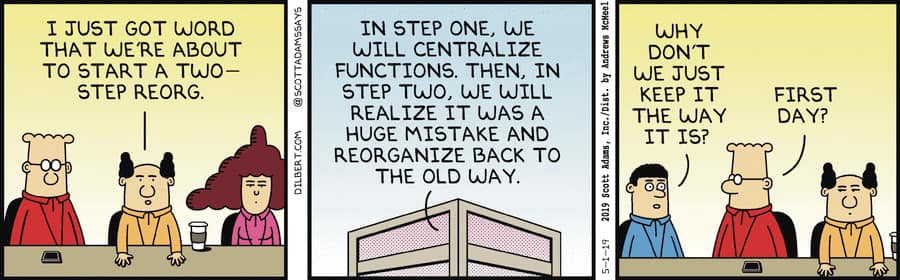 I JUST GOT WORD
THAT WE'RE ABOUT
TO START A TWO-
STEP REORG.
DILBERT.COM @SCOTTADAMSSAYS
IN STEP ONE, WE
WILL CENTRALIZE
FUNCTIONS. THEN, IN
STEP TWO, WE WILL
REALIZE IT WAS A
HUGE MISTAKE AND
REORGANIZE BACK TO
THE OLD WAY.
5-1-19 2019 Scott Adams, Inc./Dist. by Andrews McMeel
WHY
DON'T
WE JUST
KEEP IT
THE WAY
IT IS?
FIRST
DAY?